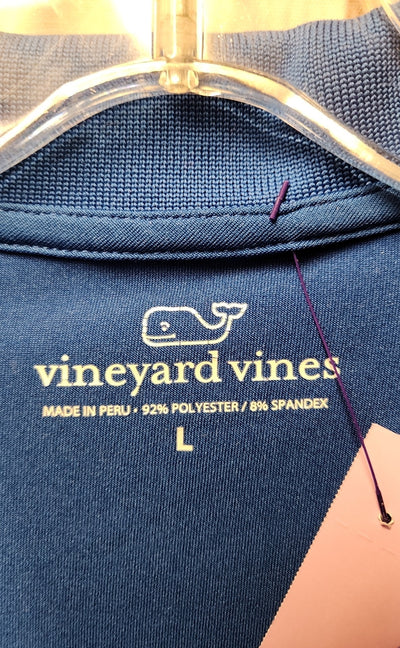 vineyard vines
MADE IN PERU • 92% POLYESTER / 8% SPANDEX
L